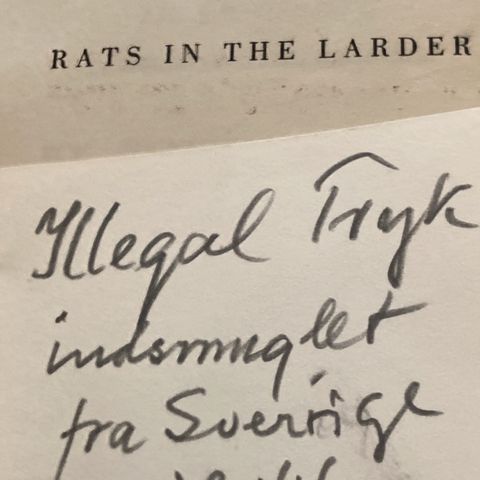 RATS IN THE LARDER
Illegal Tryk
indsmuglet
fra Sverrige